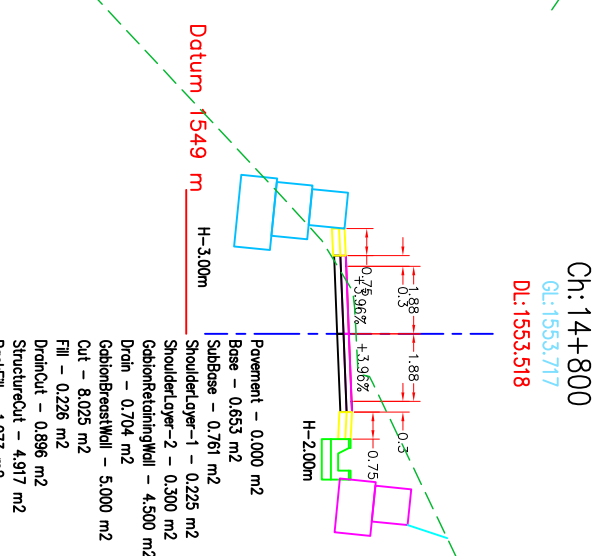 Ch: 14+800
GL:1553.717
DL:1553.518
1.88
1.88
0.3
0.3
0.75
0.75
+3.96%
+3.96%
H-2.00m
H-3.00m
Datum 1549 m
Pavement - 0.000 m2
Base - 0.653 m2
SubBase - 0.761 m2
ShoulderLayer-1 - 0.225 m2
ShoulderLayer-2 - 0.300 m2
GabionRetainingWall - 4.500 m2
Drain - 0.704 m2
GabionBreastWall - 5.000 m2
Cut - 8.025 m2
Fill - 0.226 m2
DrainCut - 0.896 m2
StructureCut - 4.917 m2